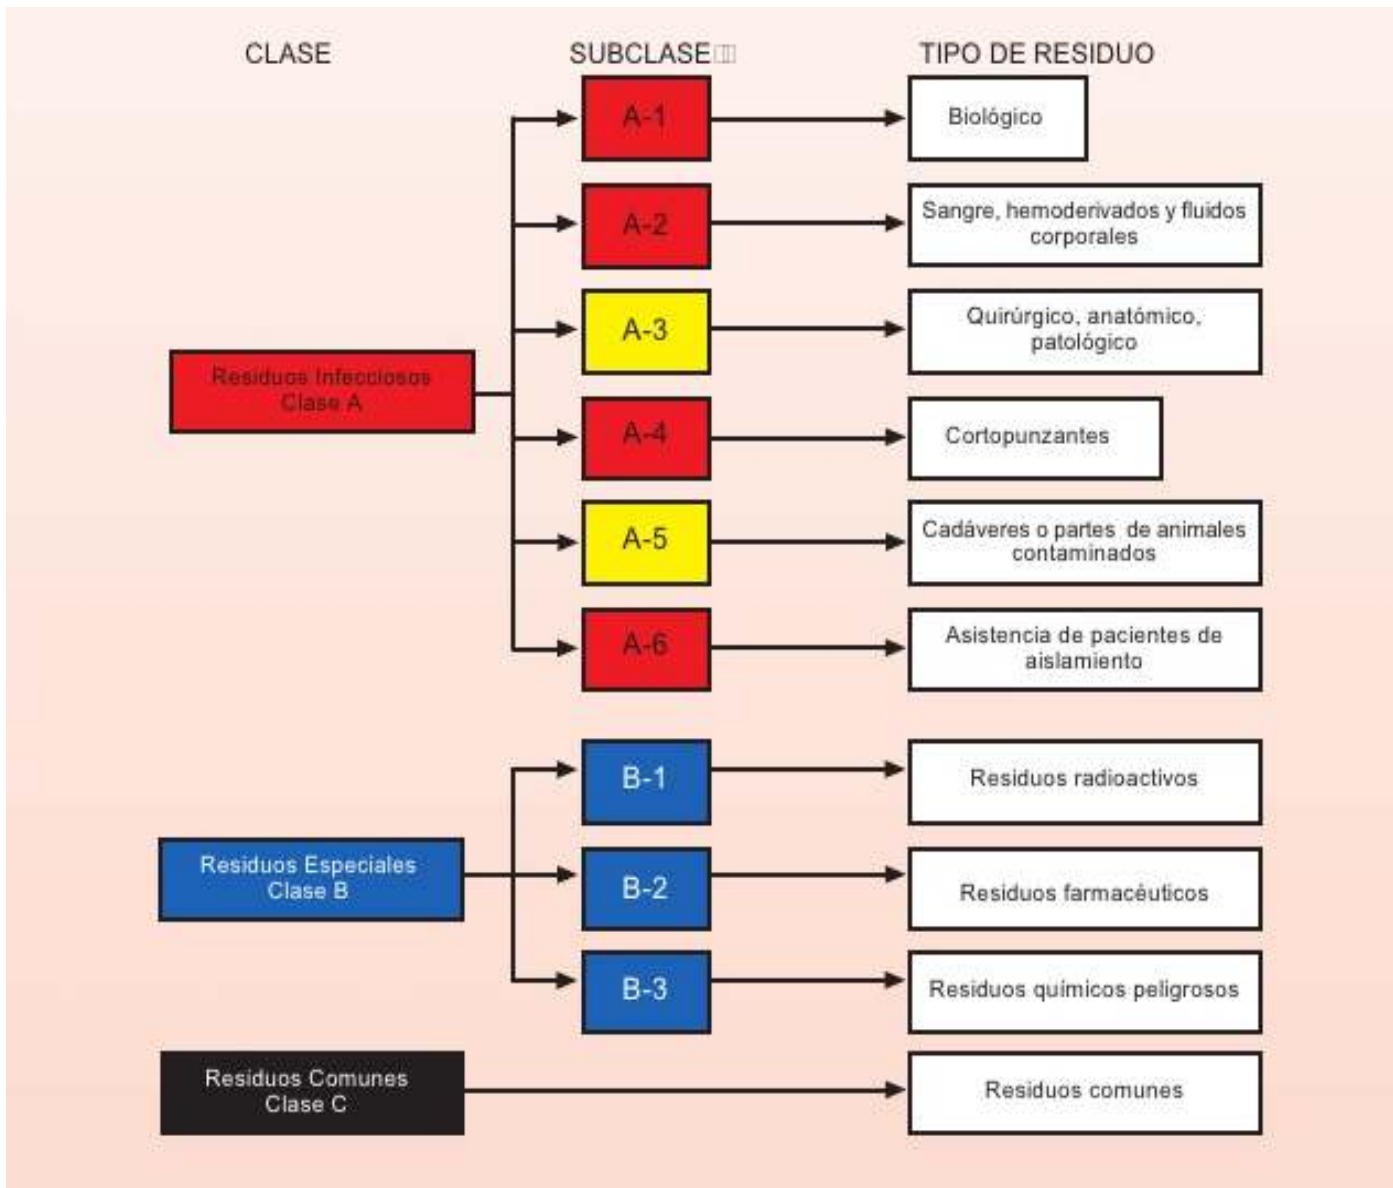 CLASE
SUBCLASE
TIPO DE RESIDUO
A-1
Biológico
A-2
Sangre, hemoderivados y fluidos
corporales
A-3
Quirúrgico, anatómico,
patológico
Residuos Infecciosos
Clase A
A-4
Cortopunzantes
A-5
Cadáveres o partes de animales
contaminados
A-6
Asistencia de pacientes de
aislamiento
B-1
Residuos radioactivos
Residuos Especiales
Clase B
B-2
Residuos farmacéuticos
B-3
Residuos químicos peligrosos
Residuos Comunes
Clase C
Residuos comunes